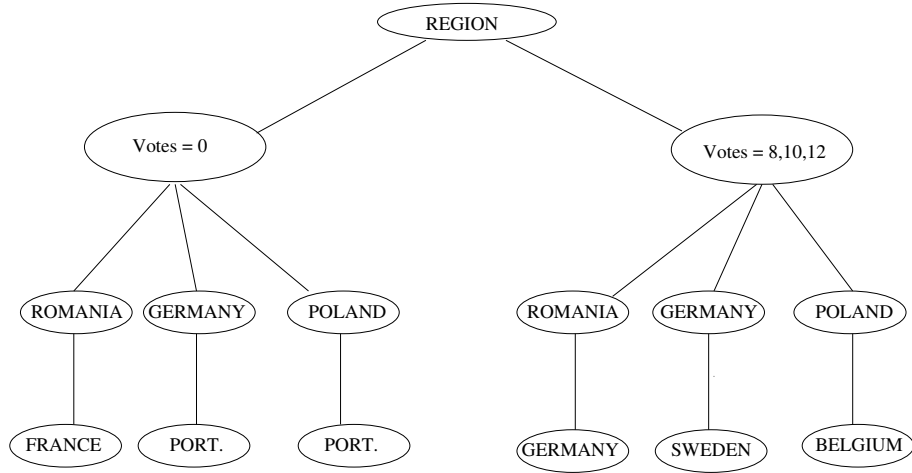 REGION
Votes = 0
Votes = 8,10,12
ROMANIA
GERMANY
POLAND
ROMANIA
GERMANY
POLAND
FRANCE
PORT.
PORT.
GERMANY
SWEDEN
BELGIUM